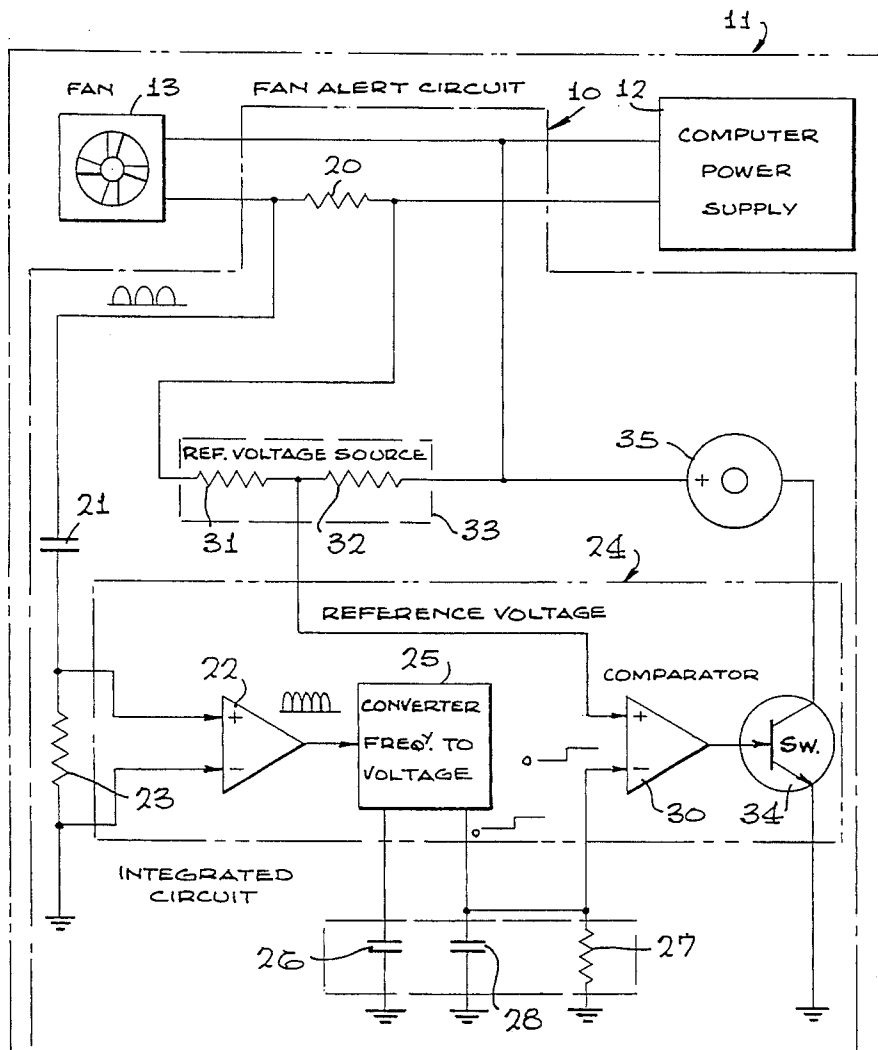 11
FAN 13
FAN ALERT CIRCUIT
10
12
COMPUTER
POWER
SUPPLY
20
35
REF. VOLTAGE SOURCE
21
31
32
33
24
REFERENCE VOLTAGE
22
25
COMPARATOR
+
-
CONVERTER
FREQY. TO
VOLTAGE
+
-
+
SW.
23
30
34
INTEGRATED
CIRCUIT
26
28
27